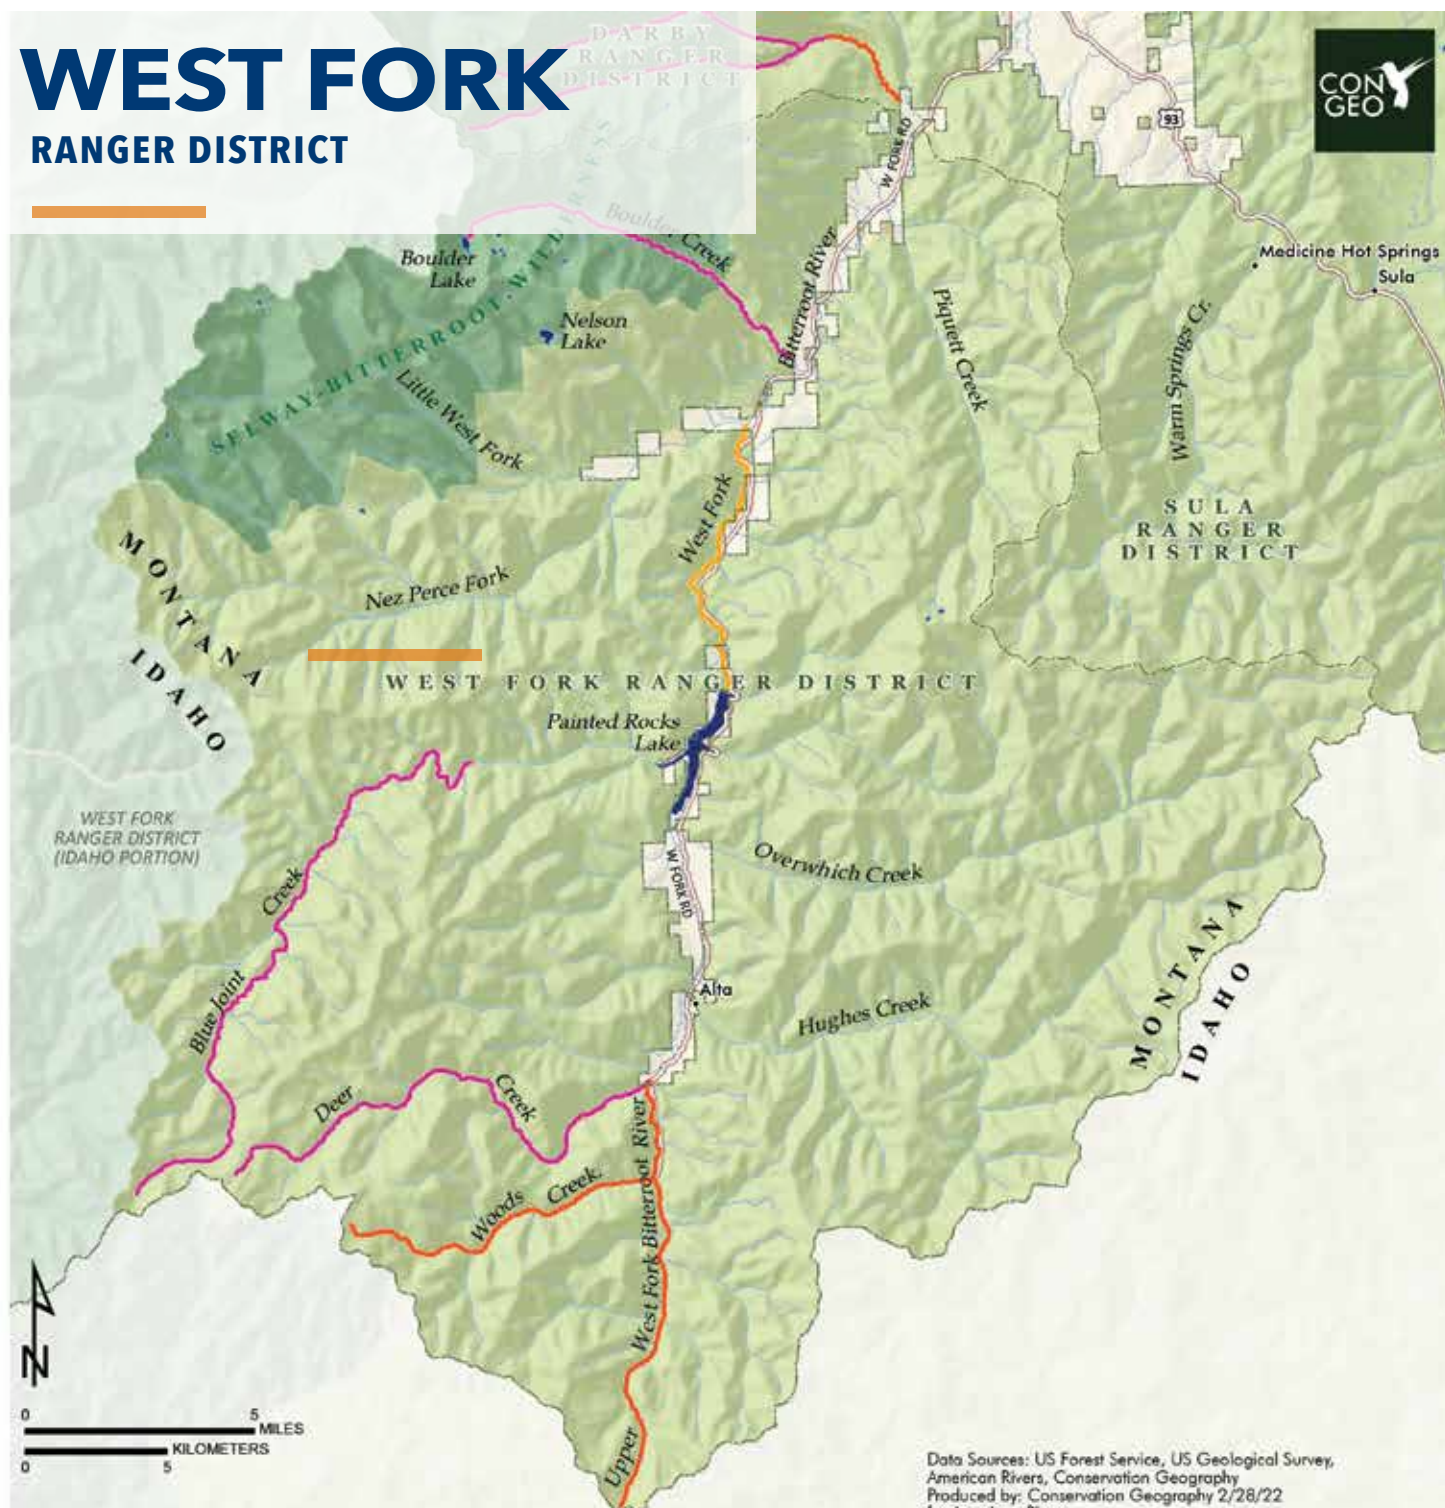 WEST FORK
RANGER DISTRICT
DARBY
RANGER
DISTRICT
CON
GEO
93
W FORK RD
SELWAY-BITTERROOT WILDERNESS
Boulder Creek
Boulder
Lake
Bitterroot River
Medicine Hot Springs
Sula
Nelson
Lake
Piquett Creek
Warm Springs Cr.
Little West Fork
West Fork
SULA
RANGER
DISTRICT
MONTANA
IDAHO
Nez Perce Fork
WEST FORK RANGER DISTRICT
Painted Rocks
Lake
WEST FORK
RANGER DISTRICT
(IDAHO PORTION)
W FORK RD
Overwhich Creek
Blue Joint Creek
MONTANA
IDAHO
Alta
Hughes Creek
Deer Creek
Woods Creek.
Upper West Fork Bitterroot River
N
0 5
MILES
KILOMETERS
0 5
Data Sources: US Forest Service, US Geological Survey,
American Rivers, Conservation Geography
Produced by: Conservation Geography 2/28/22